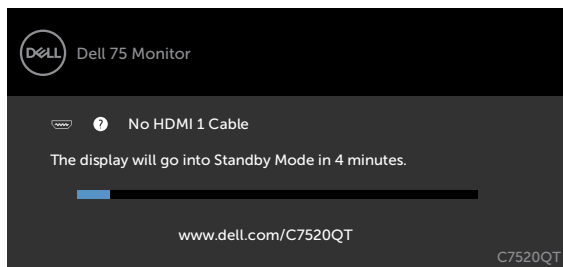 DELL Dell 75 Monitor
? No HDMI 1 Cable
The display will go into Standby Mode in 4 minutes.
www.dell.com/C7520QT
C7520QT